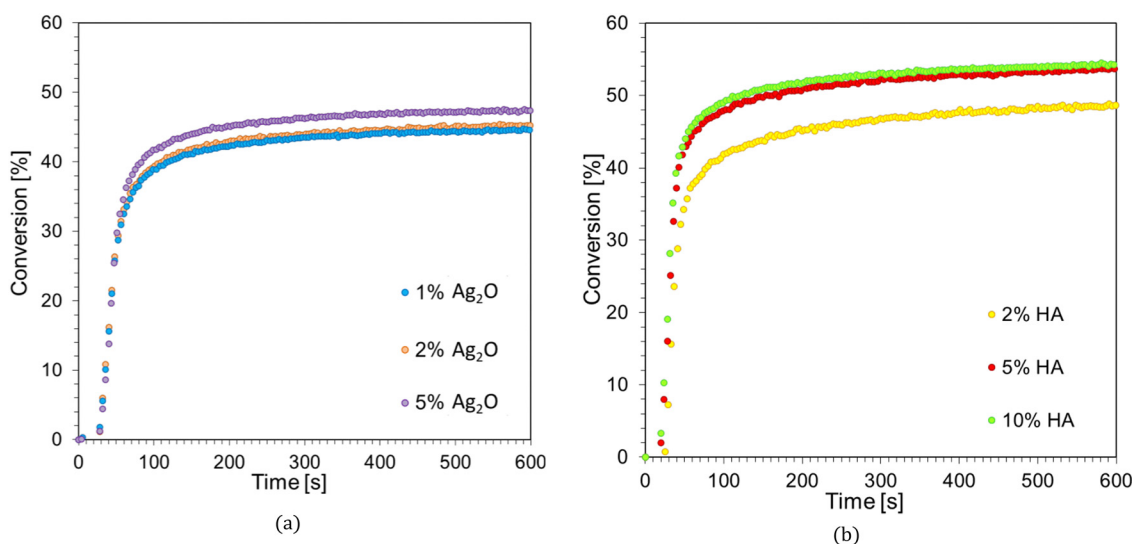 60
50
40
30
20
10
0
Conversion [%]
1% Ag₂O
2% Ag₂O
5% Ag₂O
0 100 200 300 400 500 600
Time [s]
(a)
60
50
40
30
20
10
0
Conversion [%]
2% HA
5% HA
10% HA
0 100 200 300 400 500 600
Time [s]
(b)